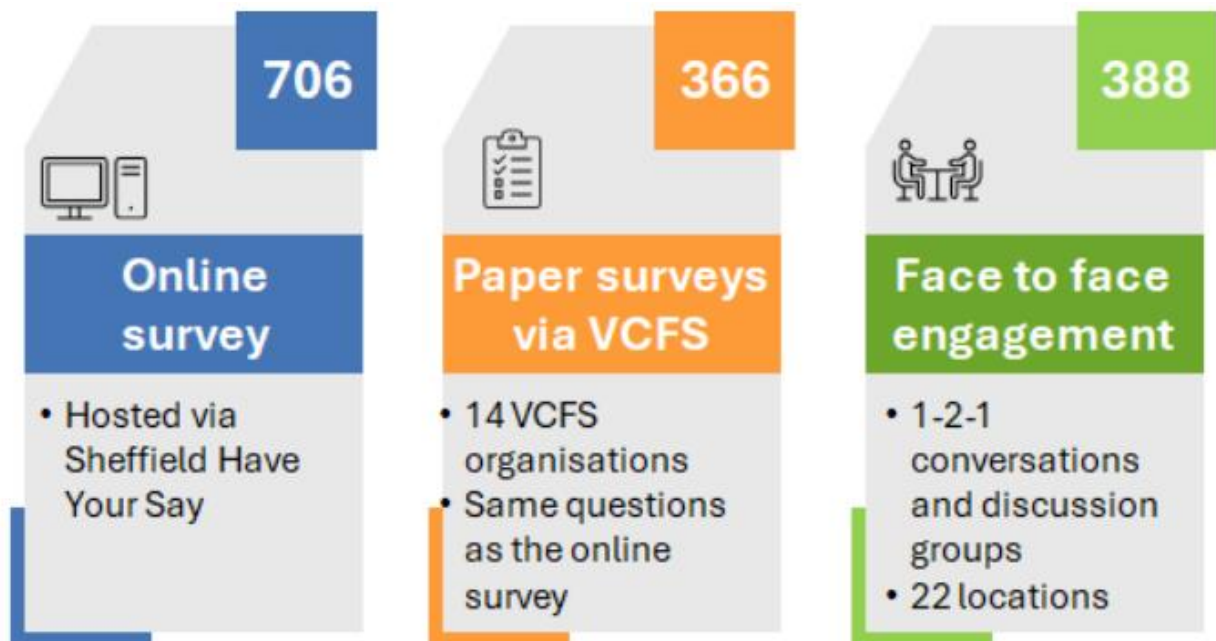 706
Online
survey
• Hosted via
Sheffield Have
Your Say
366
Paper surveys
via VCFS
• 14 VCFS
organisations
• Same questions
as the online
survey
388
Face to face
engagement
• 1-2-1
conversations
and discussion
groups
• 22 locations